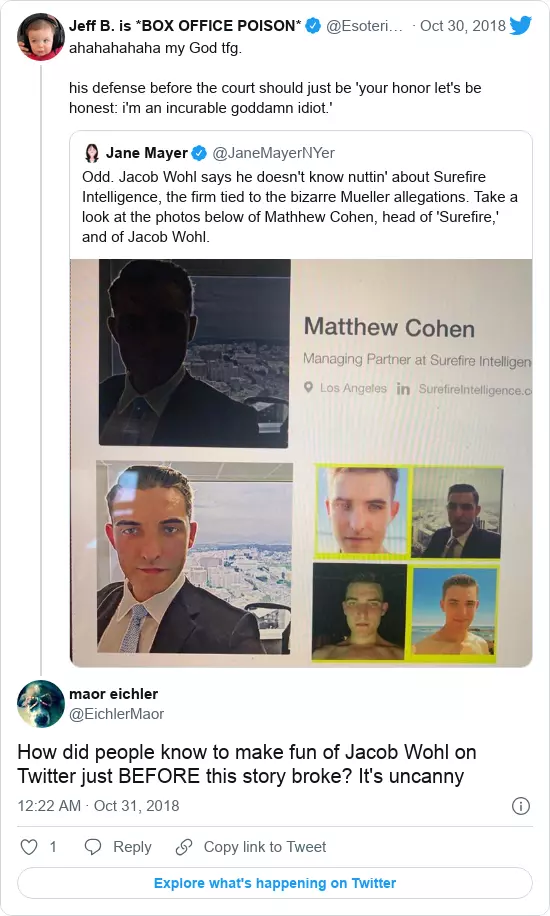 Jeff B. is *BOX OFFICE POISON* @Esoteri... · Oct 30, 2018
ahahahahaha my God tfg.
his defense before the court should just be 'your honor let's be
honest: i'm an incurable goddamn idiot.'
Jane Mayer @JaneMayerNYer
Odd. Jacob Wohl says he doesn't know nuttin' about Surefire
Intelligence, the firm tied to the bizarre Mueller allegations. Take a
look at the photos below of Mathhew Cohen, head of 'Surefire,'
and of Jacob Wohl.
Matthew Cohen
Managing Partner at Surefire Intelligen
Los Angeles in SurefireIntelligence.c
maor eichler
@EichlerMaor
How did people know to make fun of Jacob Wohl on
Twitter just BEFORE this story broke? It's uncanny
12:22 AM · Oct 31, 2018
1 Reply Copy link to Tweet
Explore what's happening on Twitter